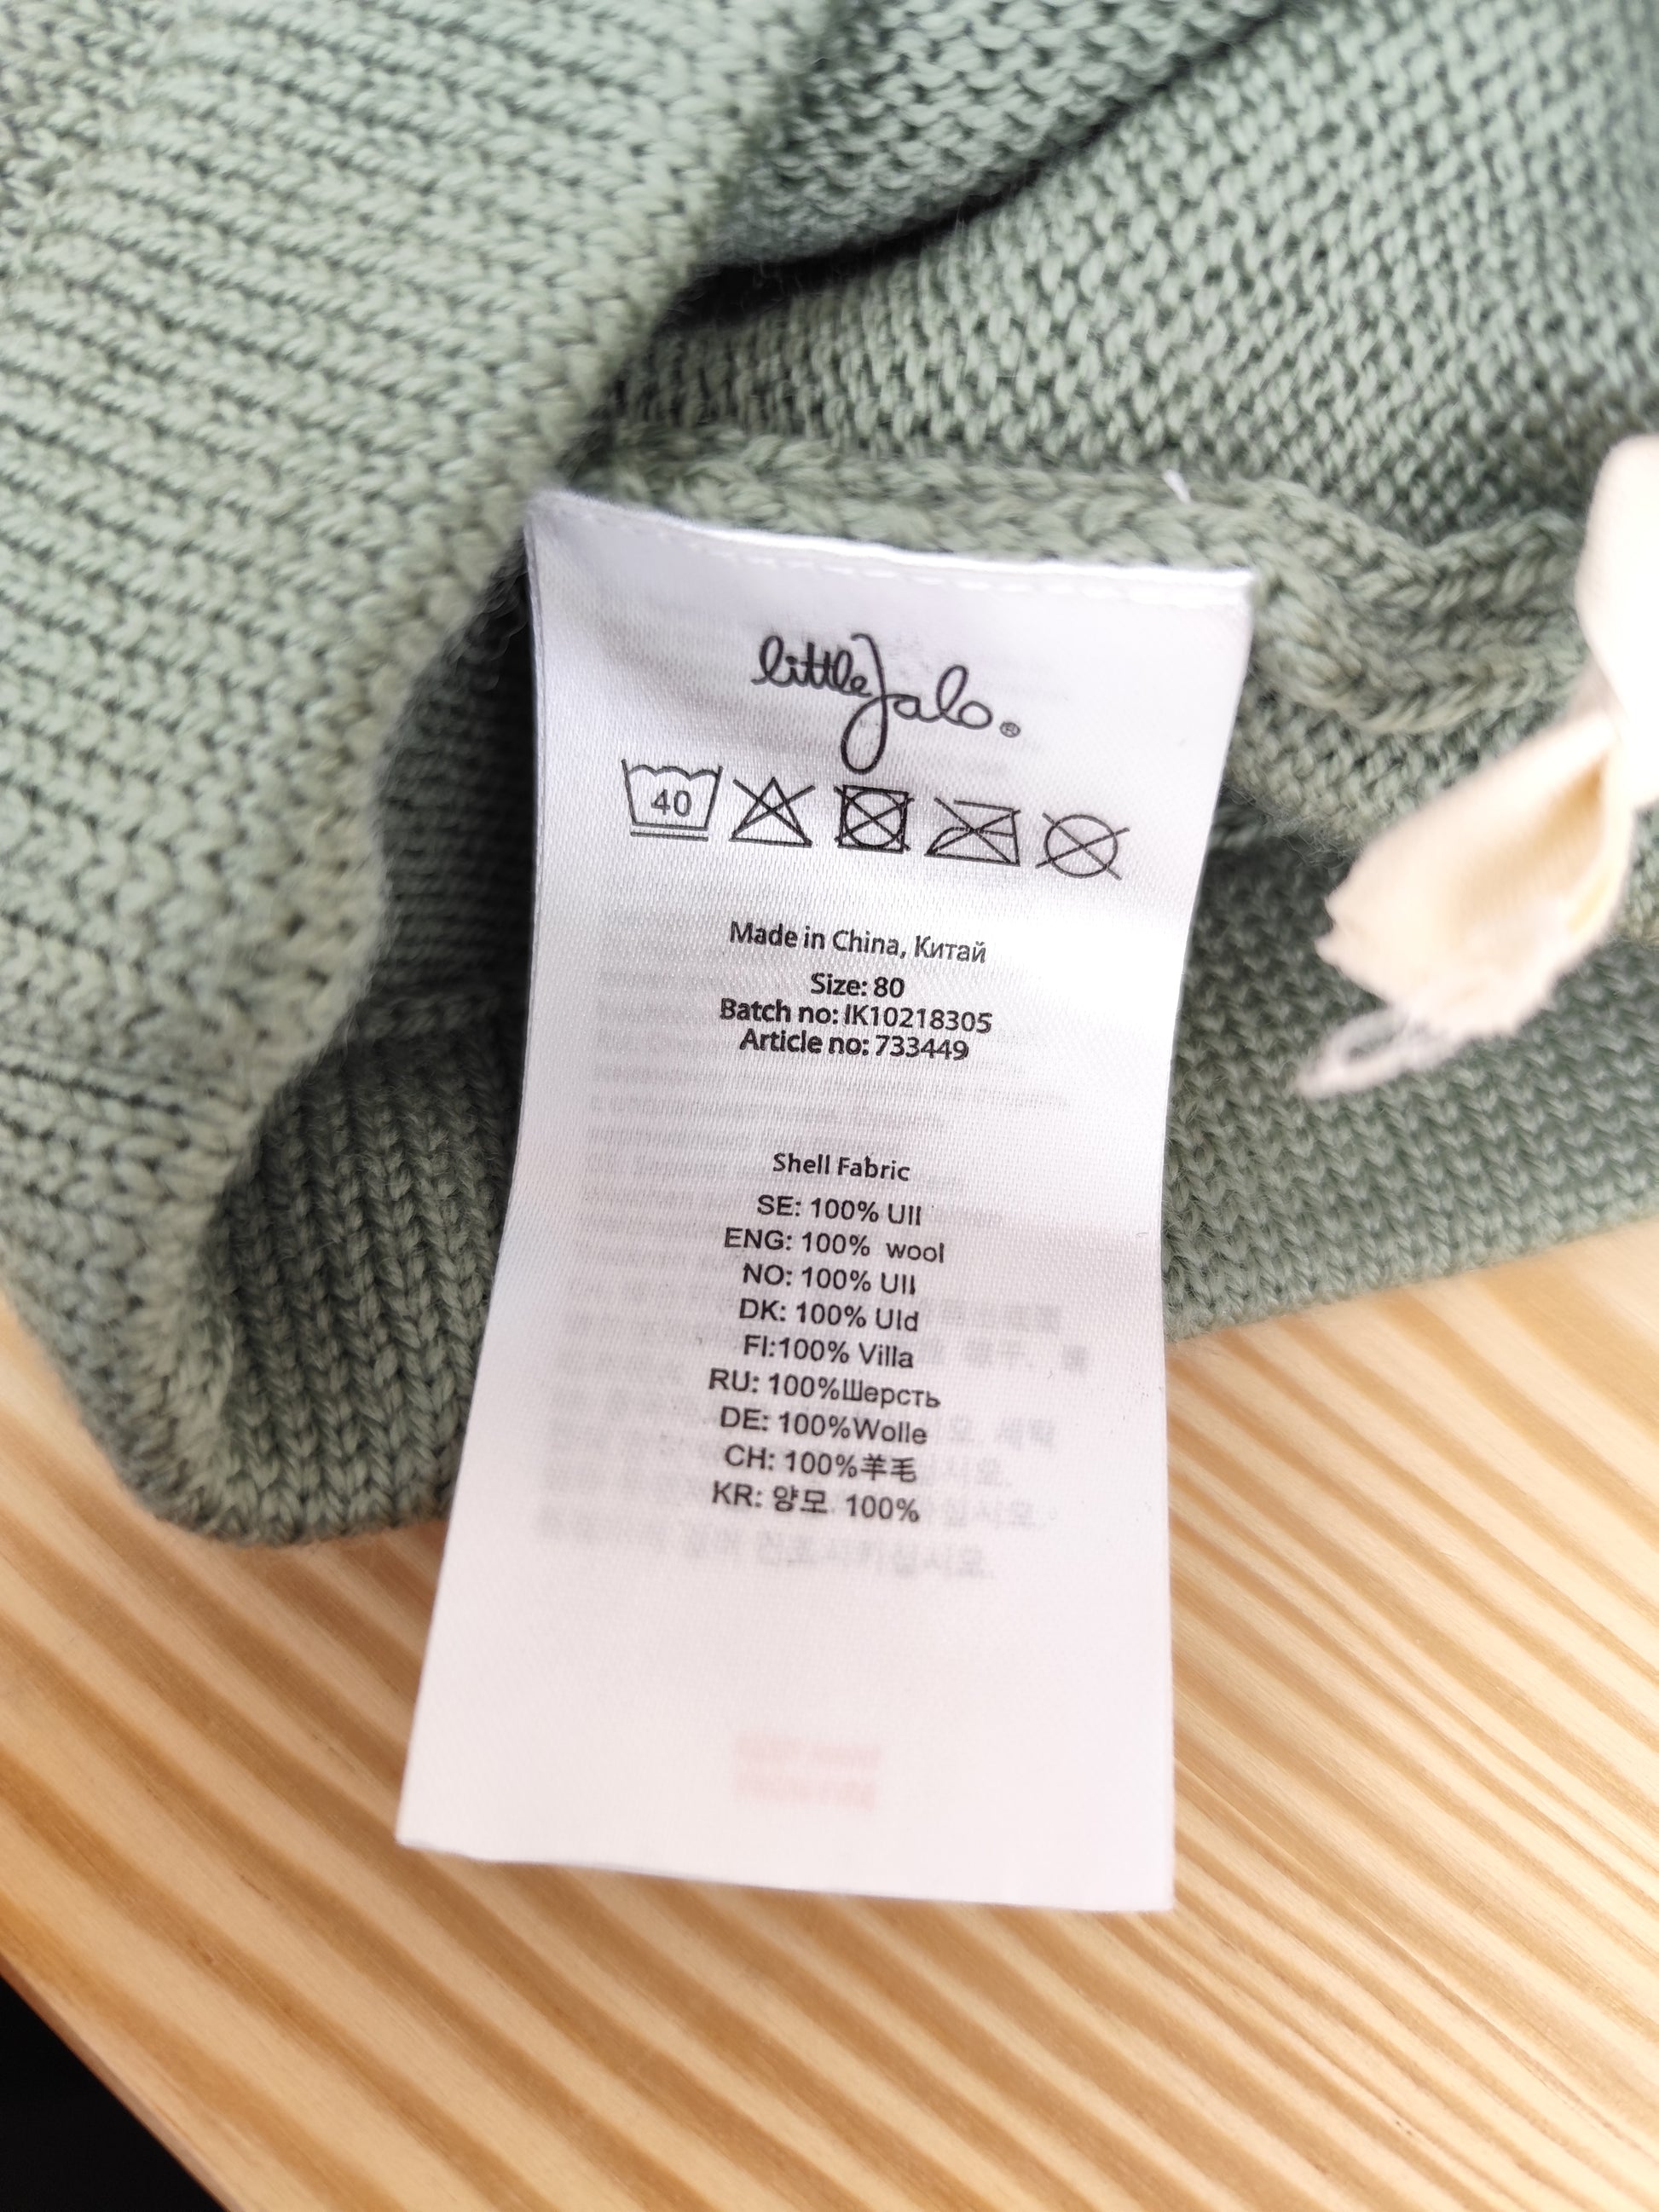 little Jalo®
40
Made in China, Китай
Size: 80
Batch no: IK10218305
Article no: 733449
Shell Fabric
SE: 100% Ull
ENG: 100% wool
NO: 100% Ull
DK: 100% Uld
FI:100% Villa
RU: 100%Шерсть
DE: 100%Wolle
CH: 100%羊毛
KR: 양모 100%